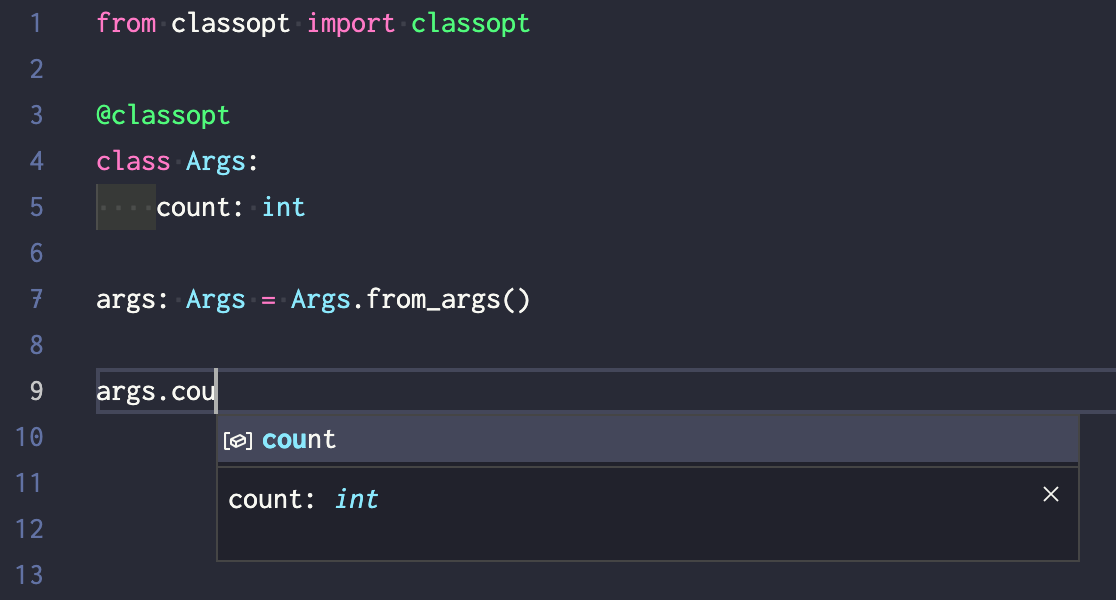 1 from classopt import classopt
2
3 @classopt
4 class Args:
5     count: int
6
7 args: Args = Args.from_args()
8
9 args.cou
10 count
11 count: int
12
13